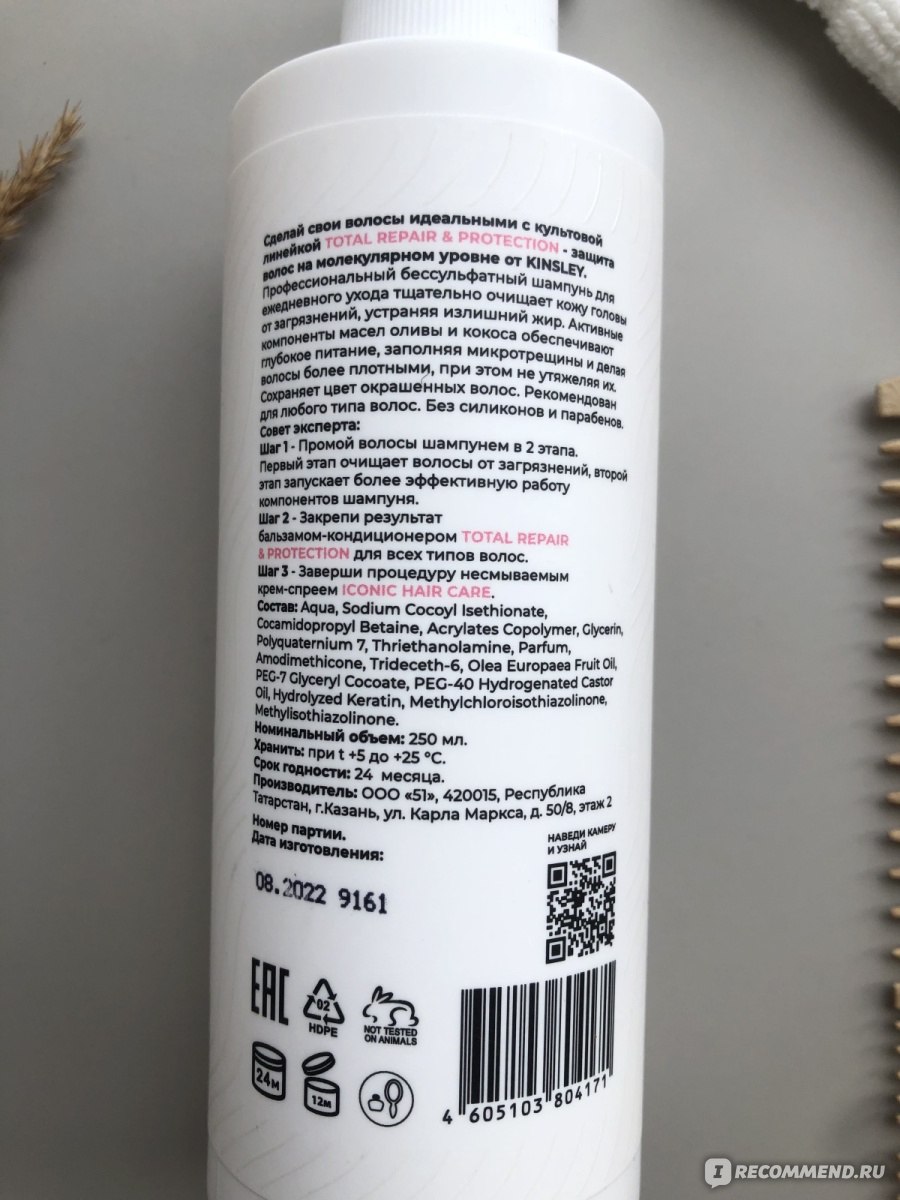 Сделай свои волосы идеальными с культовой
линейкой TOTAL REPAIR & PROTECTION - защита
волос на молекулярном уровне от KINSLEY.
Профессиональный бессульфатный шампунь для
ежедневного ухода тщательно очищает кожу головы
от загрязнений, устраняя излишний жир. Активные
компоненты масел оливы и кокоса обеспечивают
глубокое питание, заполняя микротрещины и делая
волосы более плотными, при этом не утяжеляя их.
Сохраняет цвет окрашенных волос. Рекомендован
для любого типа волос. Без силиконов и парабенов.
Совет эксперта:
Шаг 1 - Промой волосы шампунем в 2 этапа.
Первый этап очищает волосы от загрязнений, второй
этап запускает более эффективную работу
компонентов шампуня.
Шаг 2 - Закрепи результат
бальзамом-кондиционером TOTAL REPAIR
& PROTECTION для всех типов волос.
Шаг 3 - Заверши процедуру несмываемым
крем-спреем ICONIC HAIR CARE.
Состав: Aqua, Sodium Cocoyl Isethionate,
Cocamidopropyl Betaine, Acrylates Copolymer, Glycerin,
Polyquaternium 7, Thriethanolamine, Parfum,
Amodimethicone, Trideceth-6, Olea Europaea Fruit Oil,
PEG-7 Glyceryl Cocoate, PEG-40 Hydrogenated Castor
Oil, Hydrolyzed Keratin, Methylchloroisothiazolinone,
Methylisothiazolinone.
Номинальный объем: 250 мл.
Хранить: при t +5 до +25 °C.
Срок годности: 24 месяца.
Производитель: ООО «51», 420015, Республика
Татарстан, г.Казань, ул. Карла Маркса, д. 50/8, этаж 2
Номер партии.
Дата изготовления:
НАВЕДИ КАМЕРУ
И УЗНАЙ
08.2022 9161
EAC
02
HDPE
NOT TESTED
ON ANIMALS
24м
12м
4 605103 804171
I RECOMMEND.RU